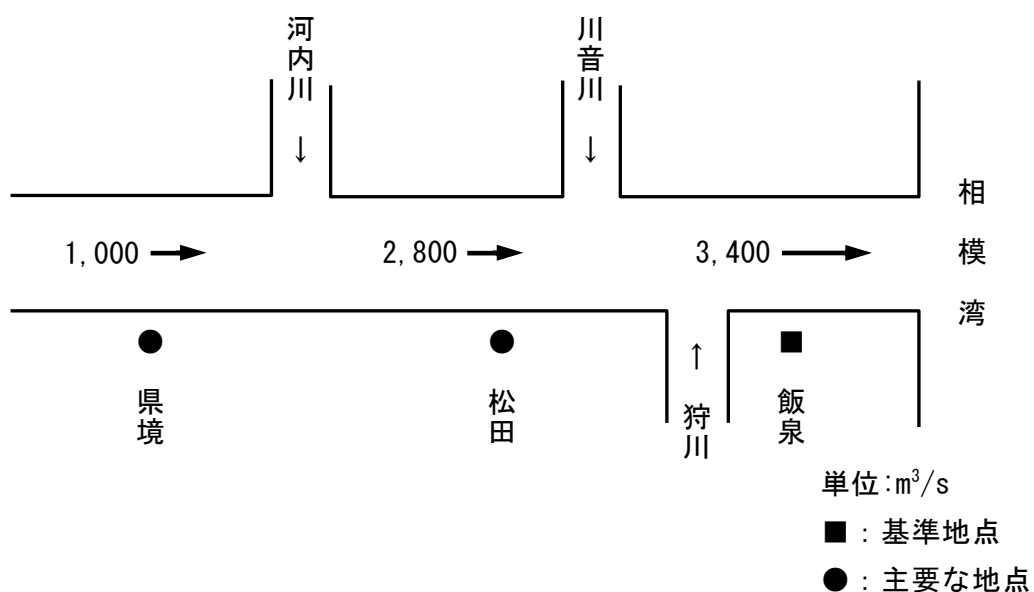 河内川
↓
川音川
↓
1,000 →
2,800 →
3,400 →
相模湾
県境
松田
↑
狩川
飯泉
単位:m³/s
■ : 基準地点
● : 主要な地点